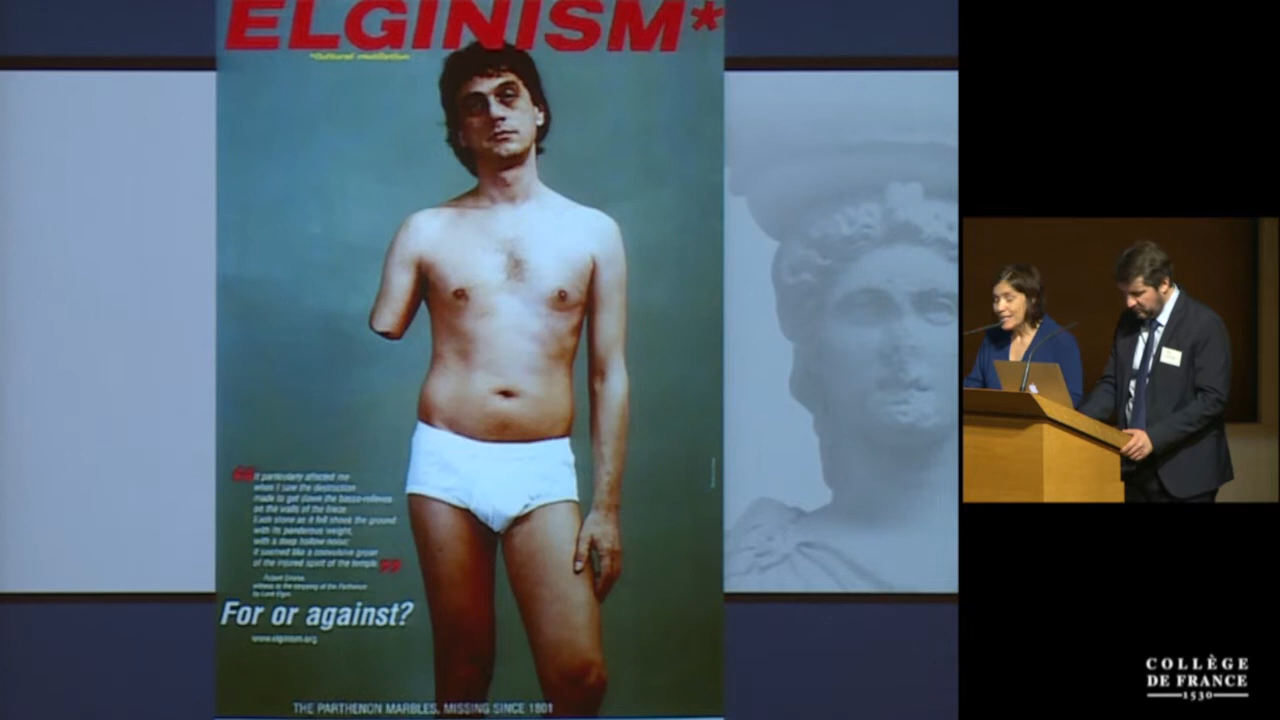 ELGINISM*
*cultural mutilation
It particularly affected me
when I saw the destruction
made to get down the basso-relievos
on the walls of the frieze.
Each stone as it fell shook the ground
with its ponderous weight,
with a deep hollow noise;
it seemed like a convulsive groan
of the injured spirit of the temple.
Robert Smirke,
witness to the stripping of the Parthenon
by Lord Elgin
For or against?
www.elginism.org
THE PARTHENON MARBLES. MISSING SINCE 1801
COLLÈGE
DE FRANCE
1530